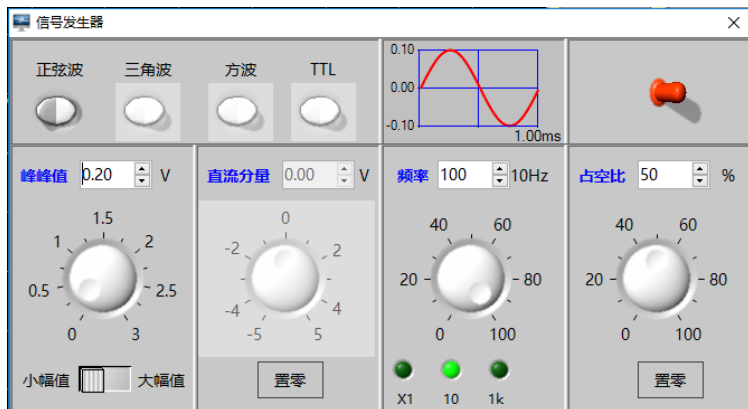 信号发生器
正弦波 三角波 方波 TTL
0.10
0.00
-0.10
1.00ms
峰峰值 0.20 V
直流分量 0.00 V
频率 100 10Hz
占空比 50 %
1.5
1 2
0.5 2.5
0 3
小幅值 大幅值
0
-2 2
-4 4
-5 5
置零
40 60
20 80
0 100
X1 10 1k
40 60
20 80
0 100
置零